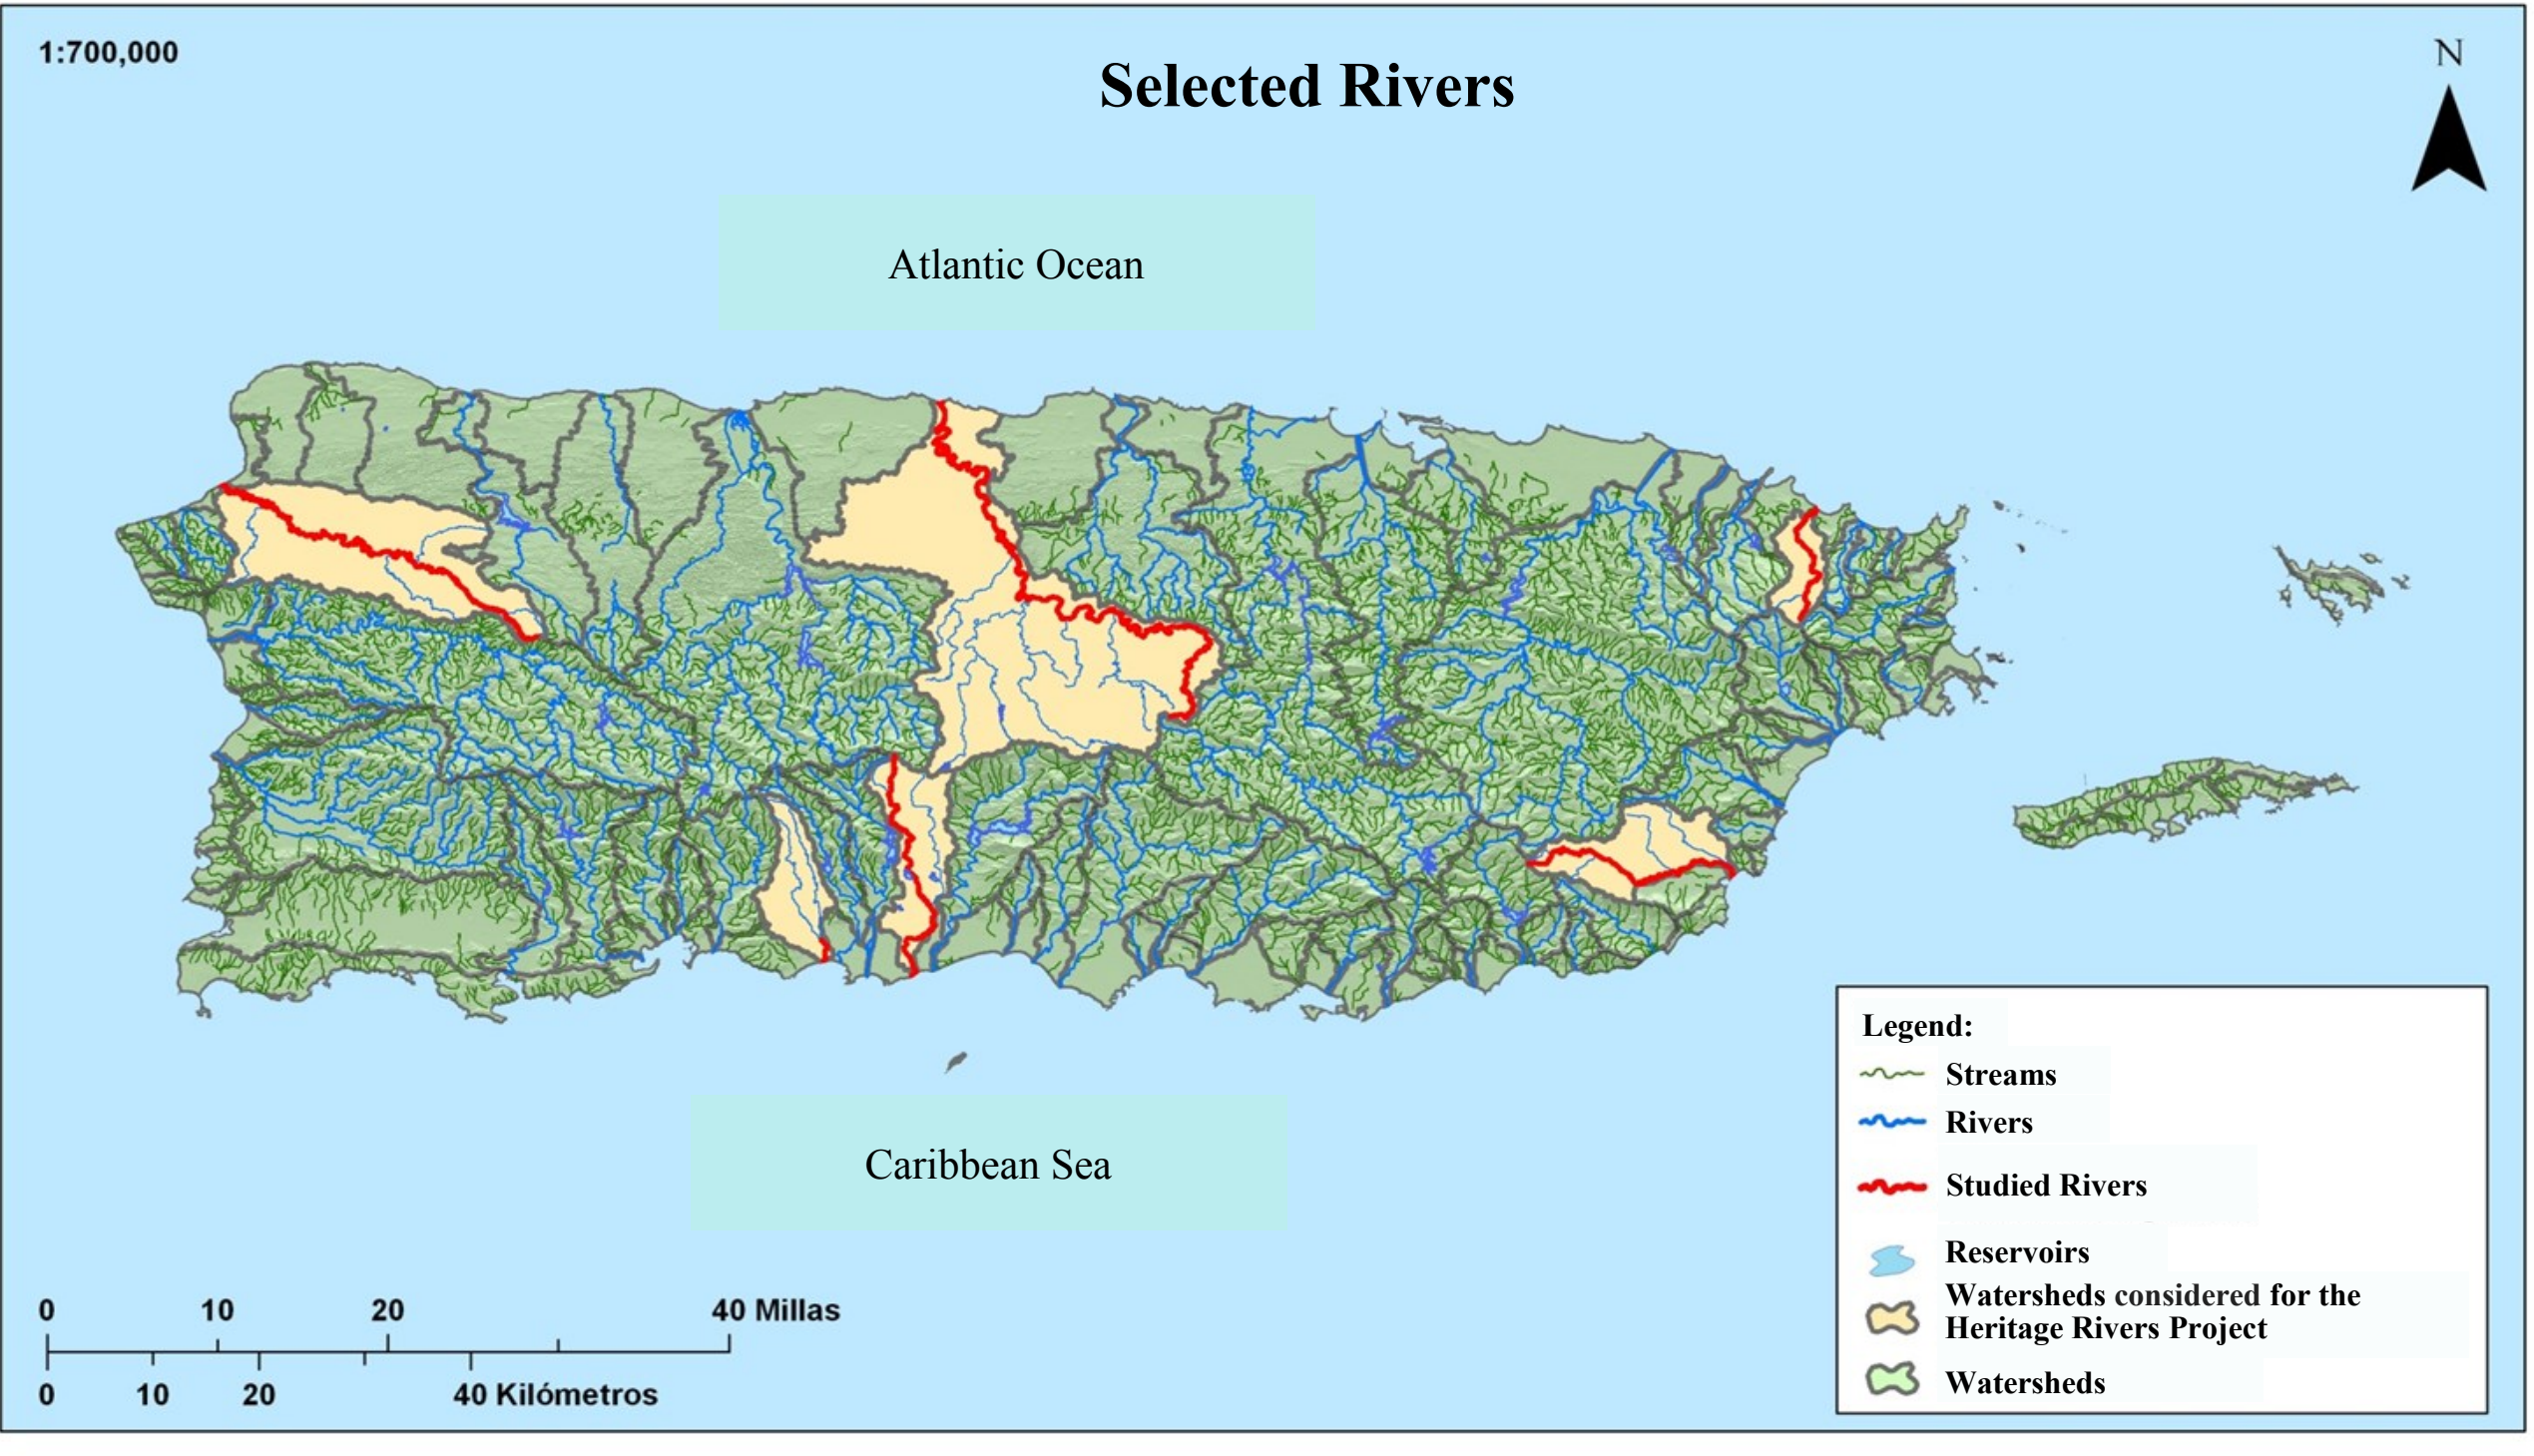 1:700,000
Selected Rivers
N
Atlantic Ocean
Caribbean Sea
0 10 20 40 Millas
0 10 20 40 Kilómetros
Legend:
Streams
Rivers
Studied Rivers
Reservoirs
Watersheds considered for the
Heritage Rivers Project
Watersheds